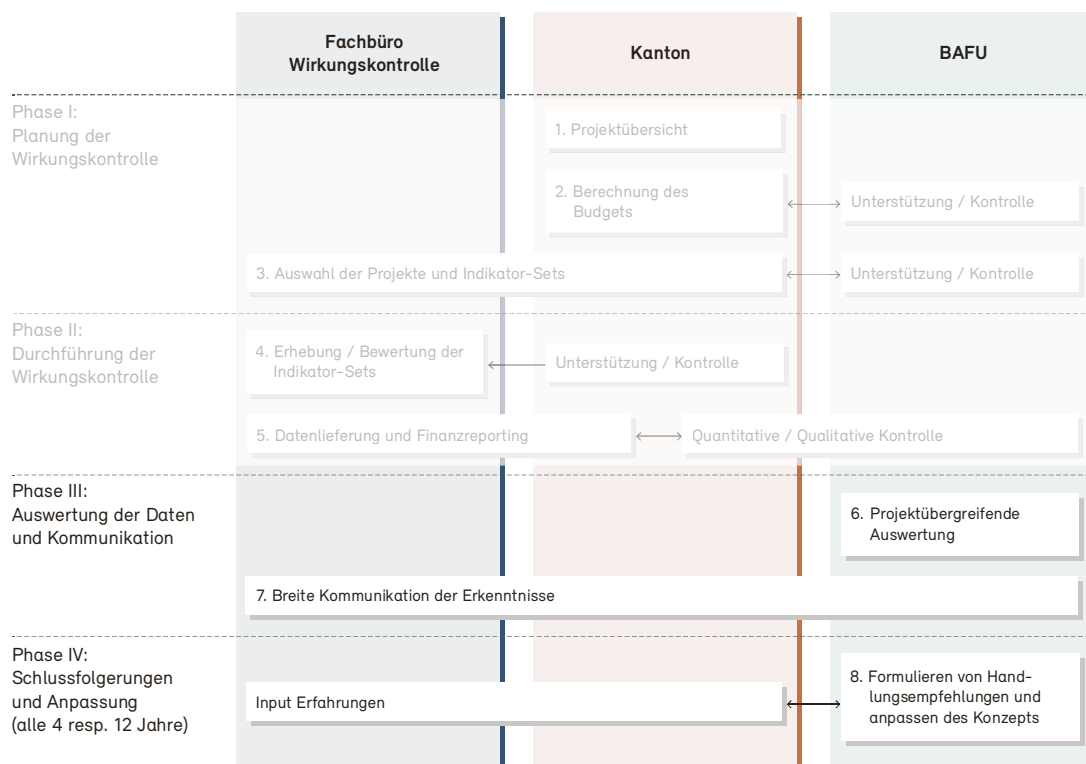 Fachbüro
Wirkungskontrolle
Kanton
BAFU
Phase I:
Planung der
Wirkungskontrolle
1. Projektübersicht
2. Berechnung des
Budgets
Unterstützung / Kontrolle
3. Auswahl der Projekte und Indikator-Sets
Unterstützung / Kontrolle
Phase II:
Durchführung der
Wirkungskontrolle
4. Erhebung / Bewertung der
Indikator-Sets
Unterstützung / Kontrolle
5. Datenlieferung und Finanzreporting
Quantitative / Qualitative Kontrolle
Phase III:
Auswertung der Daten
und Kommunikation
6. Projektübergreifende
Auswertung
7. Breite Kommunikation der Erkenntnisse
Phase IV:
Schlussfolgerungen
und Anpassung
(alle 4 resp. 12 Jahre)
Input Erfahrungen
8. Formulieren von Hand-
lungsempfehlungen und
anpassen des Konzepts